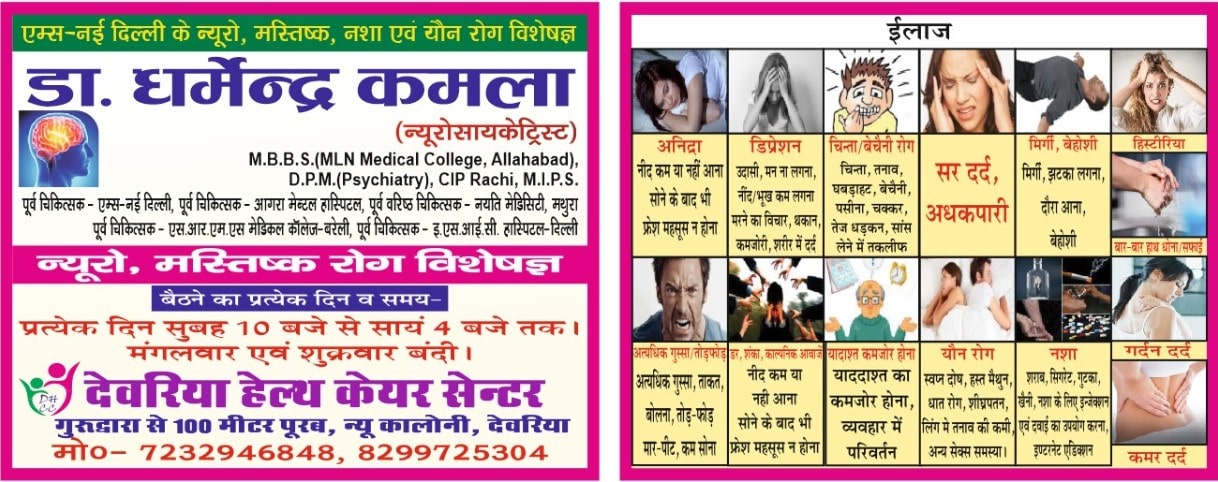 एम्स-नई दिल्ली के न्यूरो, मस्तिष्क, नशा एवं यौन रोग विशेषज्ञ
डा. धर्मेन्द्र कमला
(न्यूरोसायकेट्रिस्ट)
M.B.B.S.(MLN Medical College, Allahabad),
D.P.M.(Psychiatry), CIP Rachi, M.I.P.S.
पूर्व चिकित्सक - एम्स-नई दिल्ली, पूर्व चिकित्सक - आगरा मेन्टल हास्पिटल, पूर्व वरिष्ठ चिकित्सक - नयति मेडिसिटी, मथुरा
पूर्व चिकित्सक - एस.आर.एम.एस मेडिकल कॉलेज-बरेली, पूर्व चिकित्सक - इ.एस.आई.सी. हास्पिटल-दिल्ली
न्यूरो, मस्तिष्क रोग विशेषज्ञ
बैठने का प्रत्येक दिन व समय-
प्रत्येक दिन सुबह 10 बजे से सायं 4 बजे तक।
मंगलवार एवं शुक्रवार बंदी।
DH
CC
देवरिया हेल्थ केयर सेन्टर
गुरूद्वारा से 100 मीटर पूरब, न्यू कालोनी, देवरिया
मो०- 7232946848, 8299725304
ईलाज
अनिद्रा
नीद कम या नहीं आना
सोने के बाद भी
फ्रेश महसूस न होना
डिप्रेशन
उदासी, मन ना लगना,
नींद/भूख कम लगना
मरने का विचार, थकान,
कमजोरी, शरीर में दर्द
चिन्ता/बेचैनी रोग
चिन्ता, तनाव,
घबड़ाहट, बेचैनी,
पसीना, चक्कर,
तेज धड़कन, सांस
लेने में तकलीफ
सर दर्द,
अधकपारी
मिर्गी, बेहोशी
मिर्गी, झटका लगना,
दौरा आना,
बेहोशी
हिस्टीरिया
बार-बार हाथ धोना/सफाई
अत्यधिक गुस्सा/तोड़फोड़
अत्यधिक गुस्सा, ताकत,
बोलना, तोड़-फोड़
मार-पीट, कम सोना
डर, शंका, काल्पनिक आबाजें
नीद कम या
नही आना
सोने के बाद भी
फ्रेश महसूस न होना
यादाश्त कमजोर होना
याददाश्त का
कमजोर होना,
व्यवहार में
परिवर्तन
यौन रोग
स्वप्न दोष, हस्त मैथुन,
धात रोग, शीघ्रपतन,
लिंग मे तनाव की कमी,
अन्य सेक्स समस्या।
नशा
शराब, सिगरेट, गुटका,
खैनी, नशा के लिए इन्जेक्शन
एवं दवाई का उपयोग करना,
इण्टरनेट एडिक्शन
गर्दन दर्द
कमर दर्द